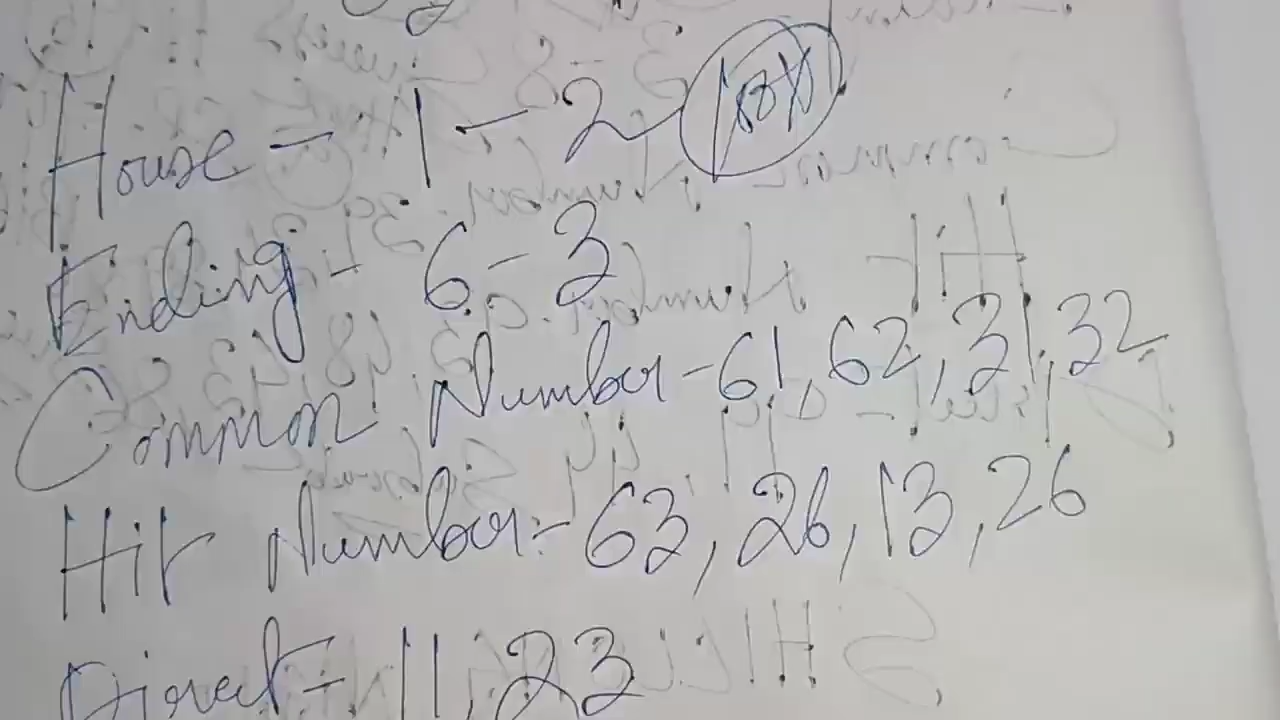 House - 1 - 2
Ending - 6 - 3
Common Number - 61, 62, 31, 32
Hit Number:- 63, 26, 13, 26
Direct - 11, 23